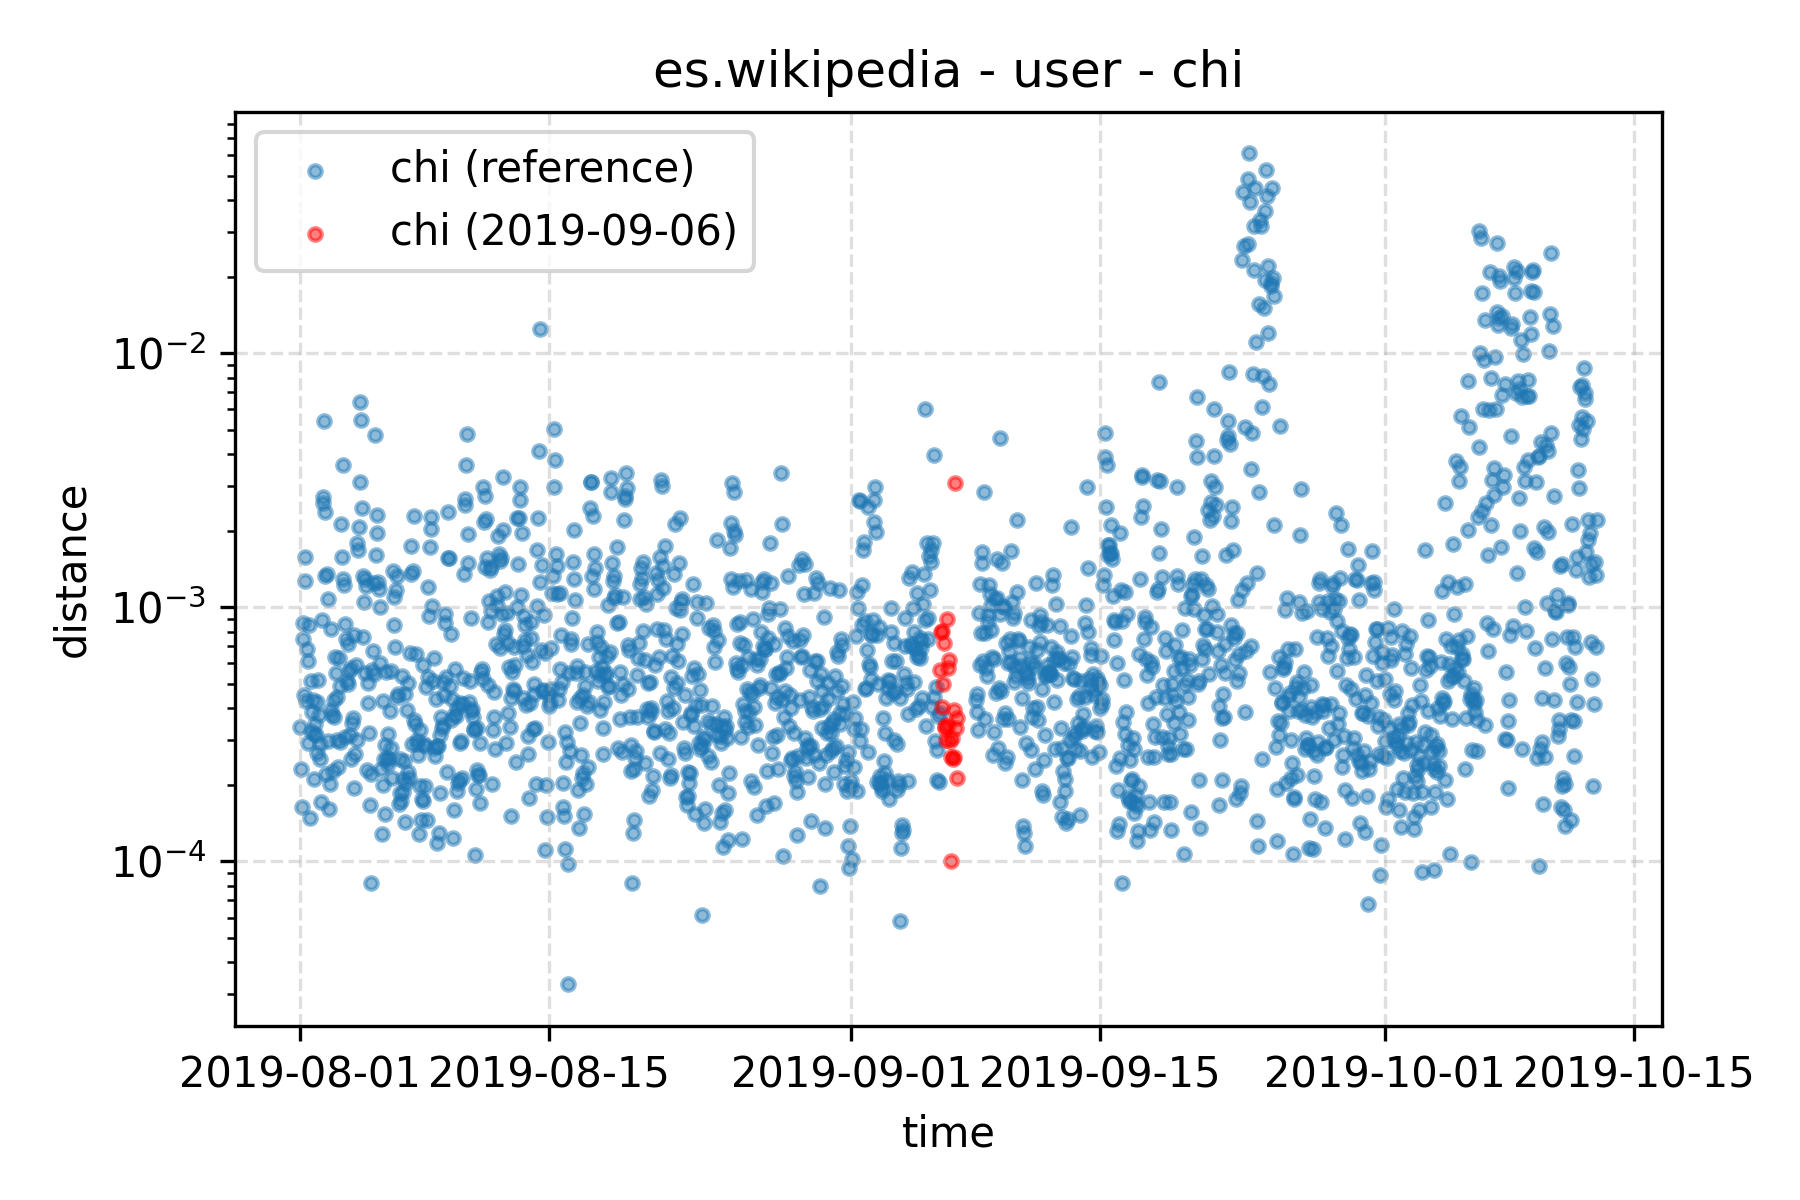 es.wikipedia - user - chi
chi (reference)
chi (2019-09-06)
distance
10⁻²
10⁻³
10⁻⁴
2019-08-01 2019-08-15 2019-09-01 2019-09-15 2019-10-01 2019-10-15
time